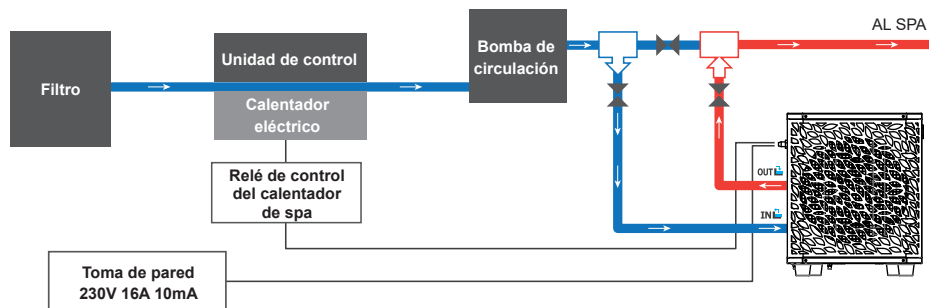 Filtro
Unidad de control
Calentador
eléctrico
Bomba de
circulación
AL SPA
Relé de control
del calentador
de spa
OUT
IN
Toma de pared
230V 16A 10mA